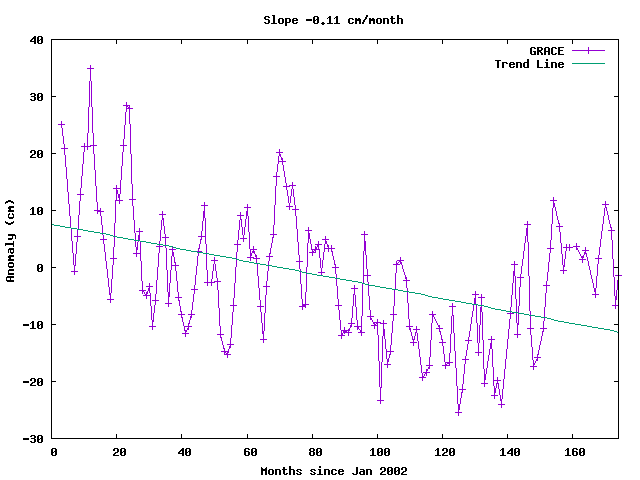 Slope -0.11 cm/month
GRACE
Trend Line
40
30
20
10
0
-10
-20
-30
Anomaly (cm)
0 20 40 60 80 100 120 140 160
Months since Jan 2002